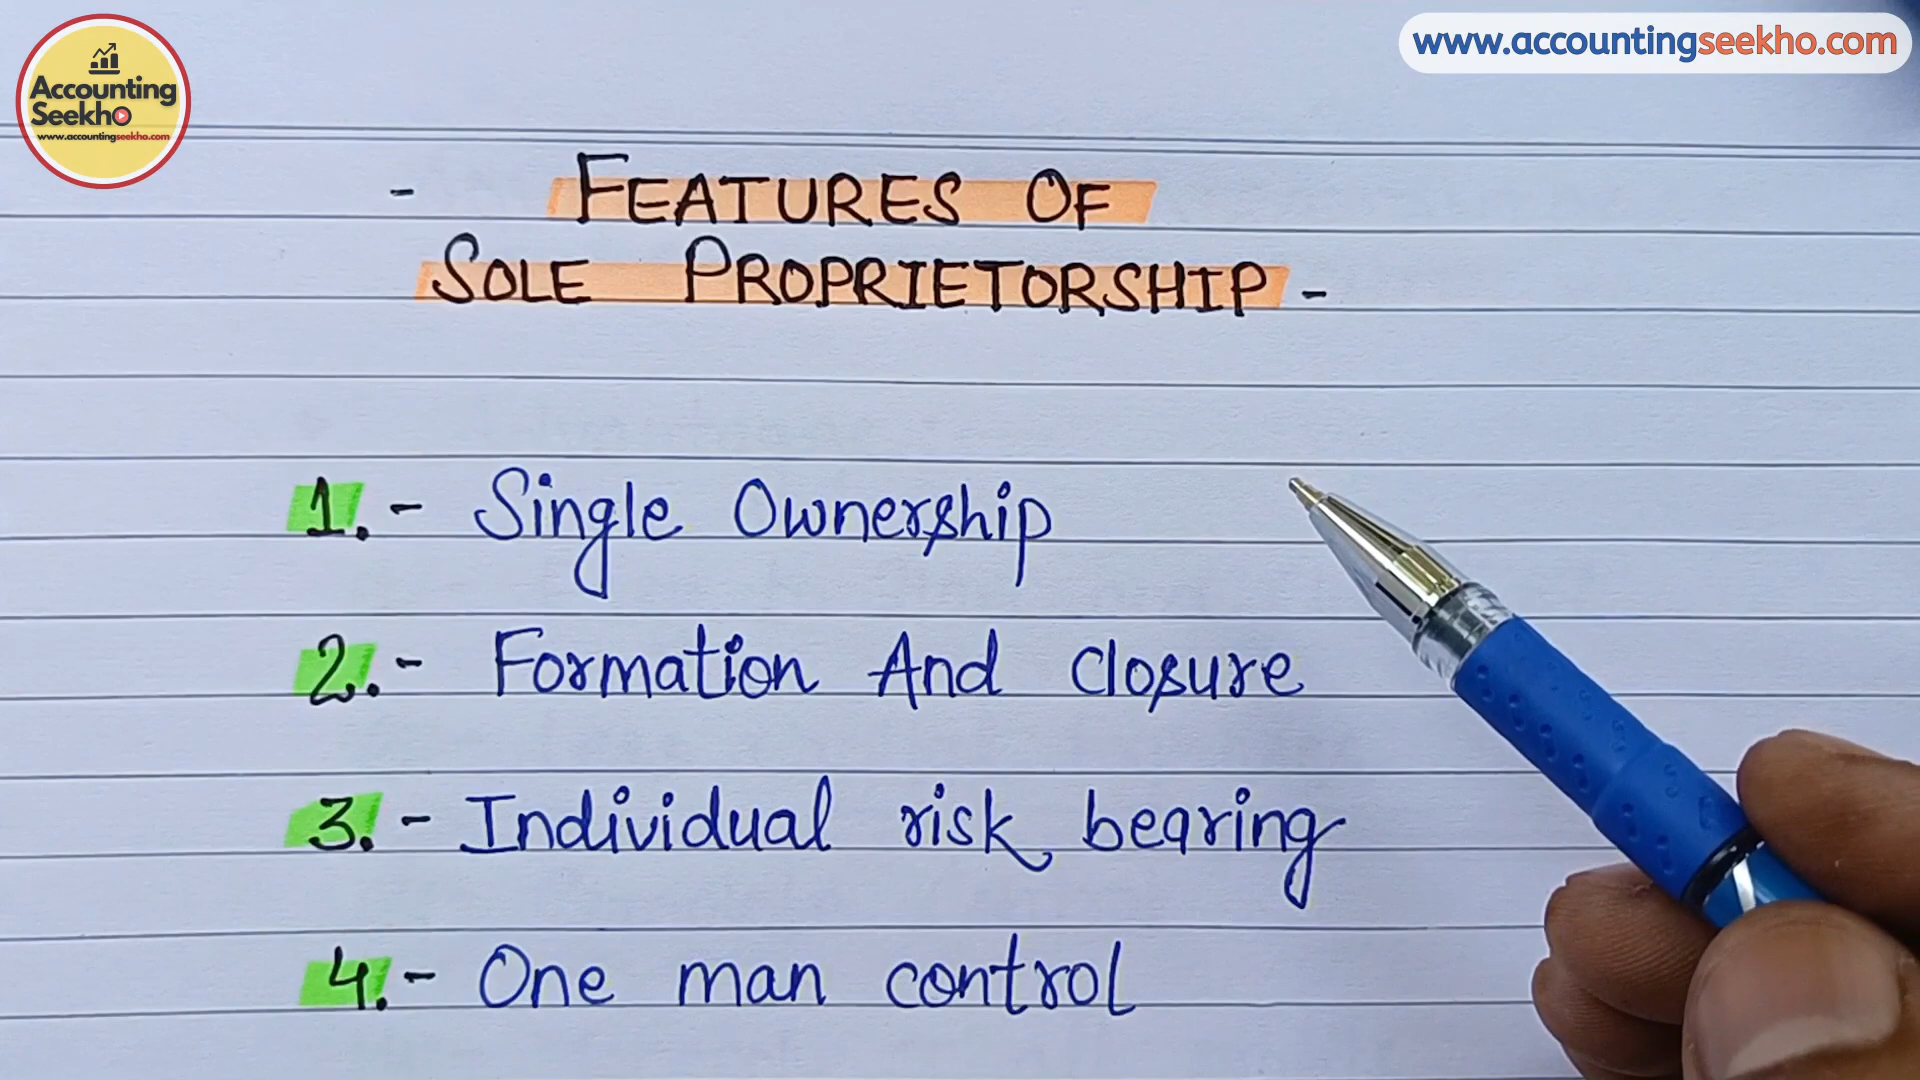 Accounting
Seekho
www.accountingseekho.com
www.accountingseekho.com
- FEATURES OF
SOLE PROPRIETORSHIP -
1. - Single Ownership
2. - Formation And closure
3. - Individual risk bearing
4. - One man control